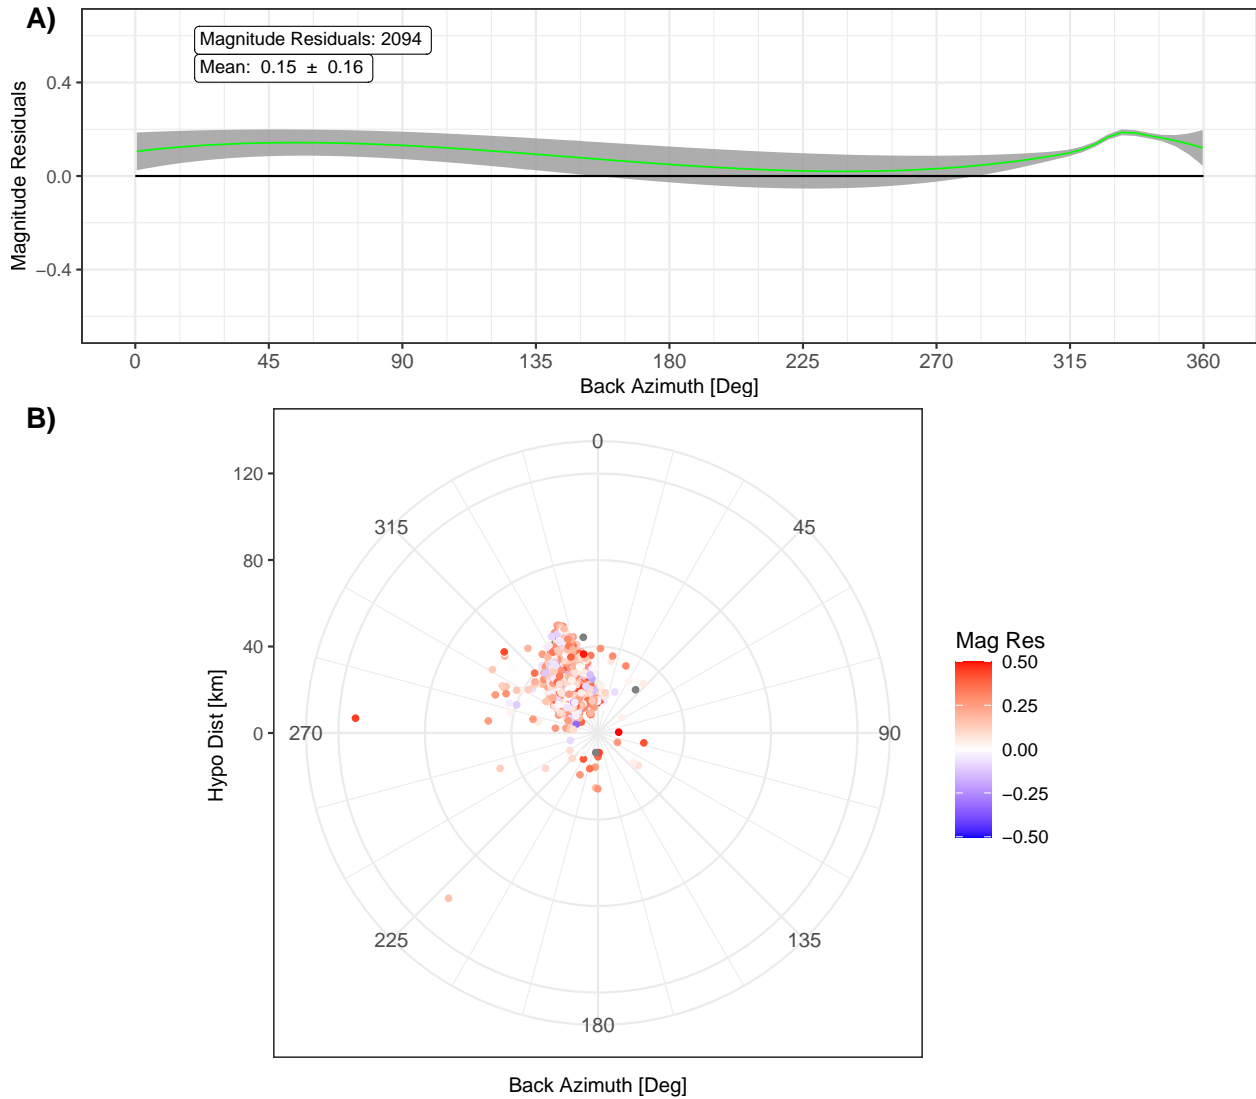 A)
Magnitude Residuals: 2094
Mean:  0.15  ±  0.16
0.4
0.0
−0.4
Magnitude Residuals
0 45 90 135 180 225 270 315 360
Back Azimuth [Deg]
B)
0
45
90
135
180
225
270
315
120
80
40
0
Hypo Dist [km]
Back Azimuth [Deg]
Mag Res
0.50
0.25
0.00
−0.25
−0.50